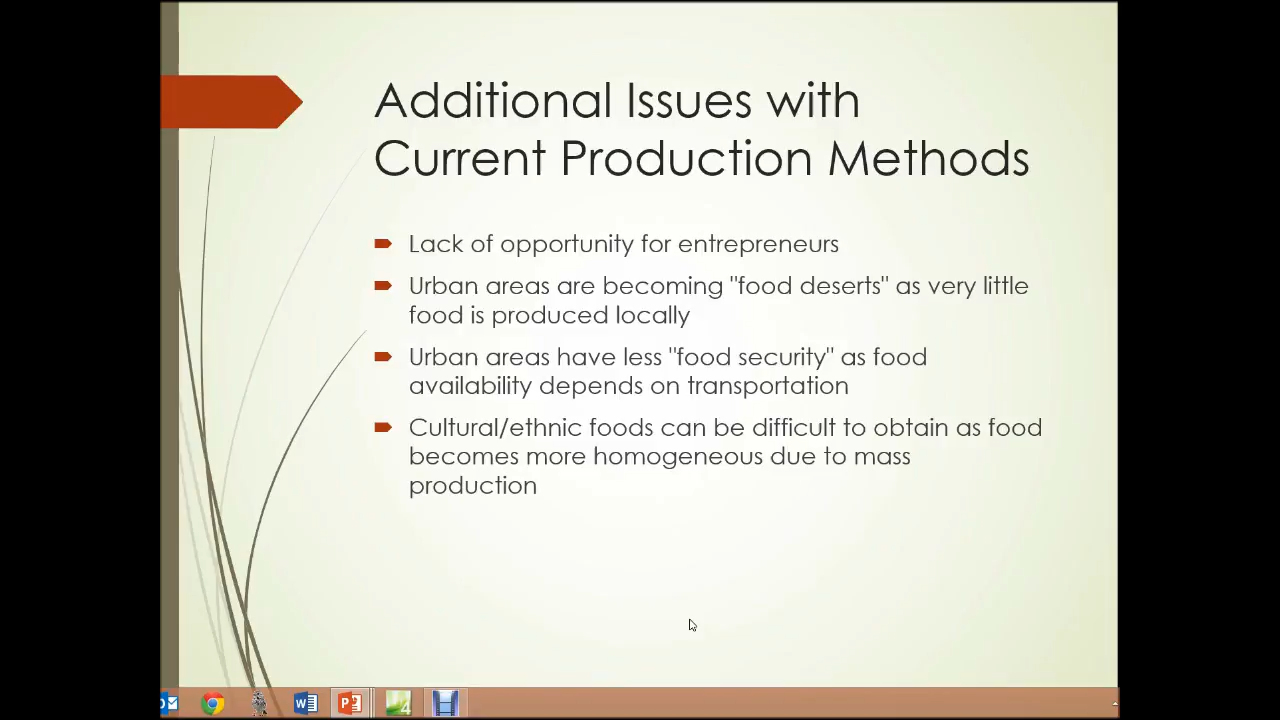 Additional Issues with
Current Production Methods
Lack of opportunity for entrepreneurs
Urban areas are becoming "food deserts" as very little
food is produced locally
Urban areas have less "food security" as food
availability depends on transportation
Cultural/ethnic foods can be difficult to obtain as food
becomes more homogeneous due to mass
production